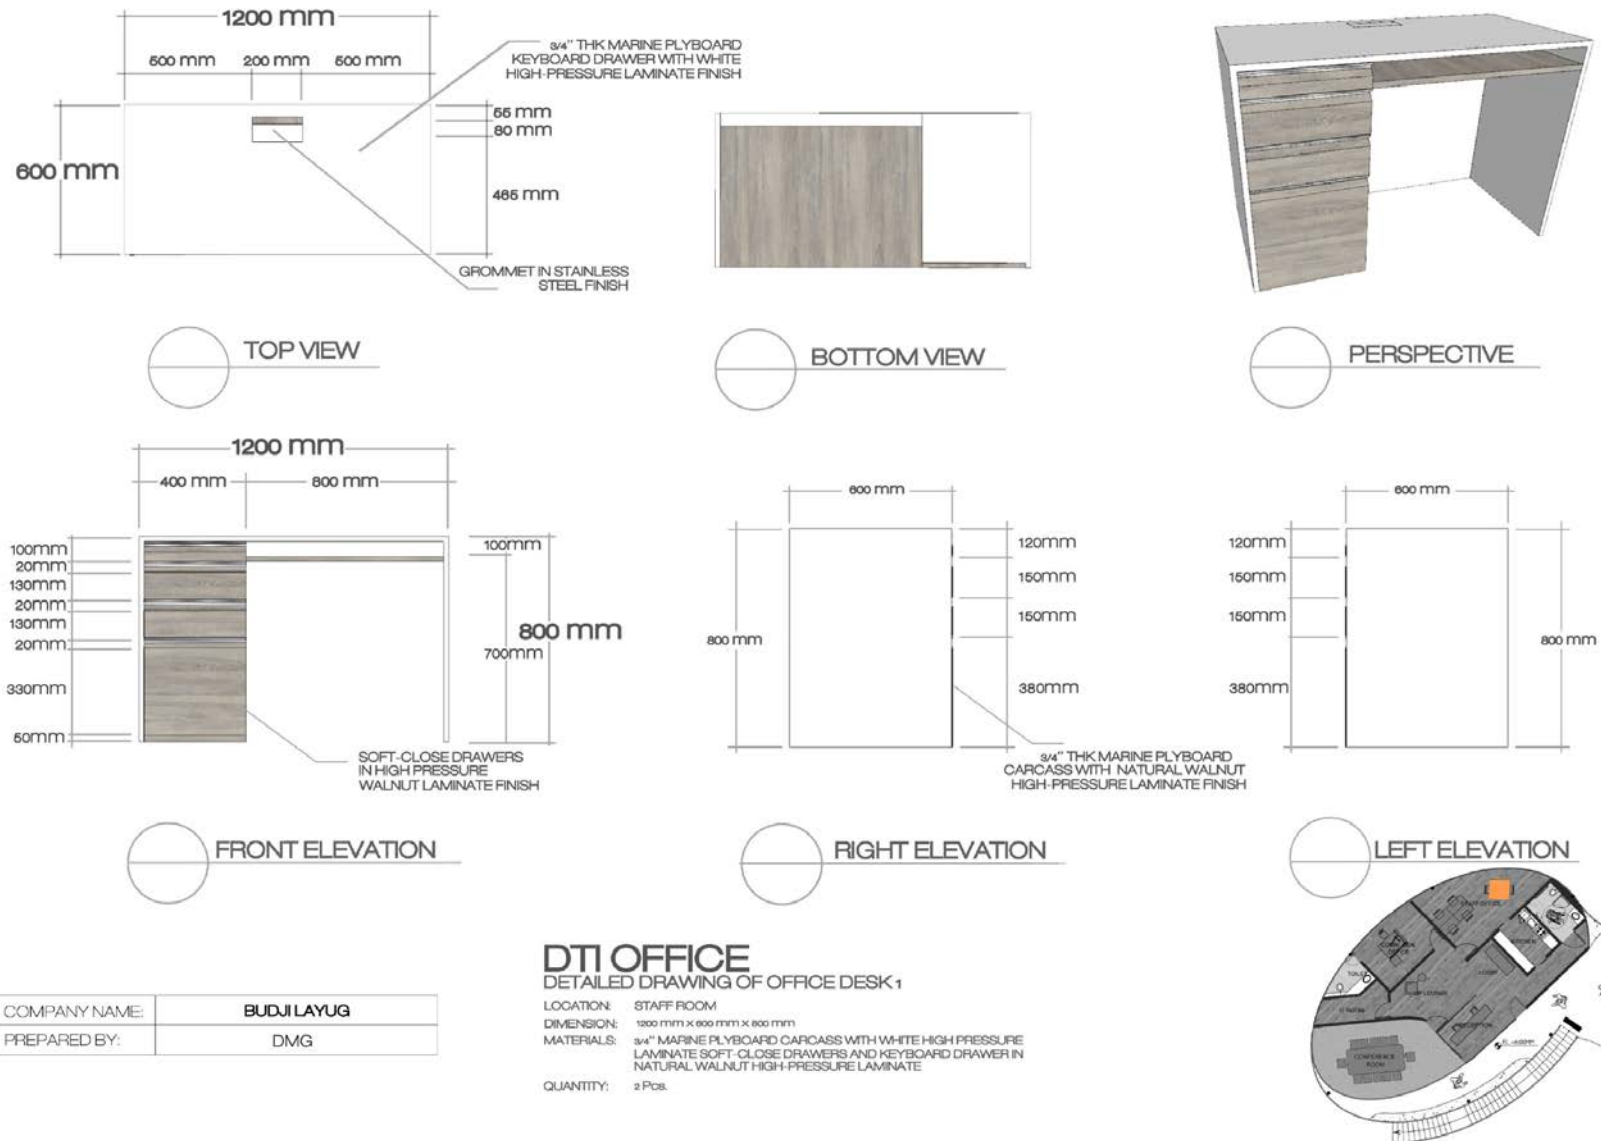 1200 mm
500 mm 200 mm 500 mm
3/4" THK MARINE PLYBOARD
KEYBOARD DRAWER WITH WHITE
HIGH-PRESSURE LAMINATE FINISH
55 mm
80 mm
600 mm
465 mm
GROMMET IN STAINLESS
STEEL FINISH
TOP VIEW
BOTTOM VIEW
PERSPECTIVE
1200 mm
400 mm 800 mm
100mm
20mm
130mm
20mm
130mm
20mm
330mm
50mm
100mm
800 mm
700mm
SOFT-CLOSE DRAWERS
IN HIGH PRESSURE
WALNUT LAMINATE FINISH
FRONT ELEVATION
600 mm
800 mm
120mm
150mm
150mm
380mm
3/4" THK MARINE PLYBOARD
CARCASS WITH NATURAL WALNUT
HIGH-PRESSURE LAMINATE FINISH
RIGHT ELEVATION
600 mm
120mm
150mm
150mm
380mm
800 mm
LEFT ELEVATION
DTI OFFICE
DETAILED DRAWING OF OFFICE DESK 1
LOCATION: STAFF ROOM
DIMENSION: 1200 mm X 600 mm X 800 mm
MATERIALS: 3/4" MARINE PLYBOARD CARCASS WITH WHITE HIGH PRESSURE
LAMINATE SOFT-CLOSE DRAWERS AND KEYBOARD DRAWER IN
NATURAL WALNUT HIGH-PRESSURE LAMINATE
QUANTITY: 2 Pcs.
COMPANY NAME: BUDJI LAYUG
PREPARED BY: DMG
STAFF OFFICE
KITCHEN
TOILET
LOBBY
RECEPTION
CONFERENCE
ROOM